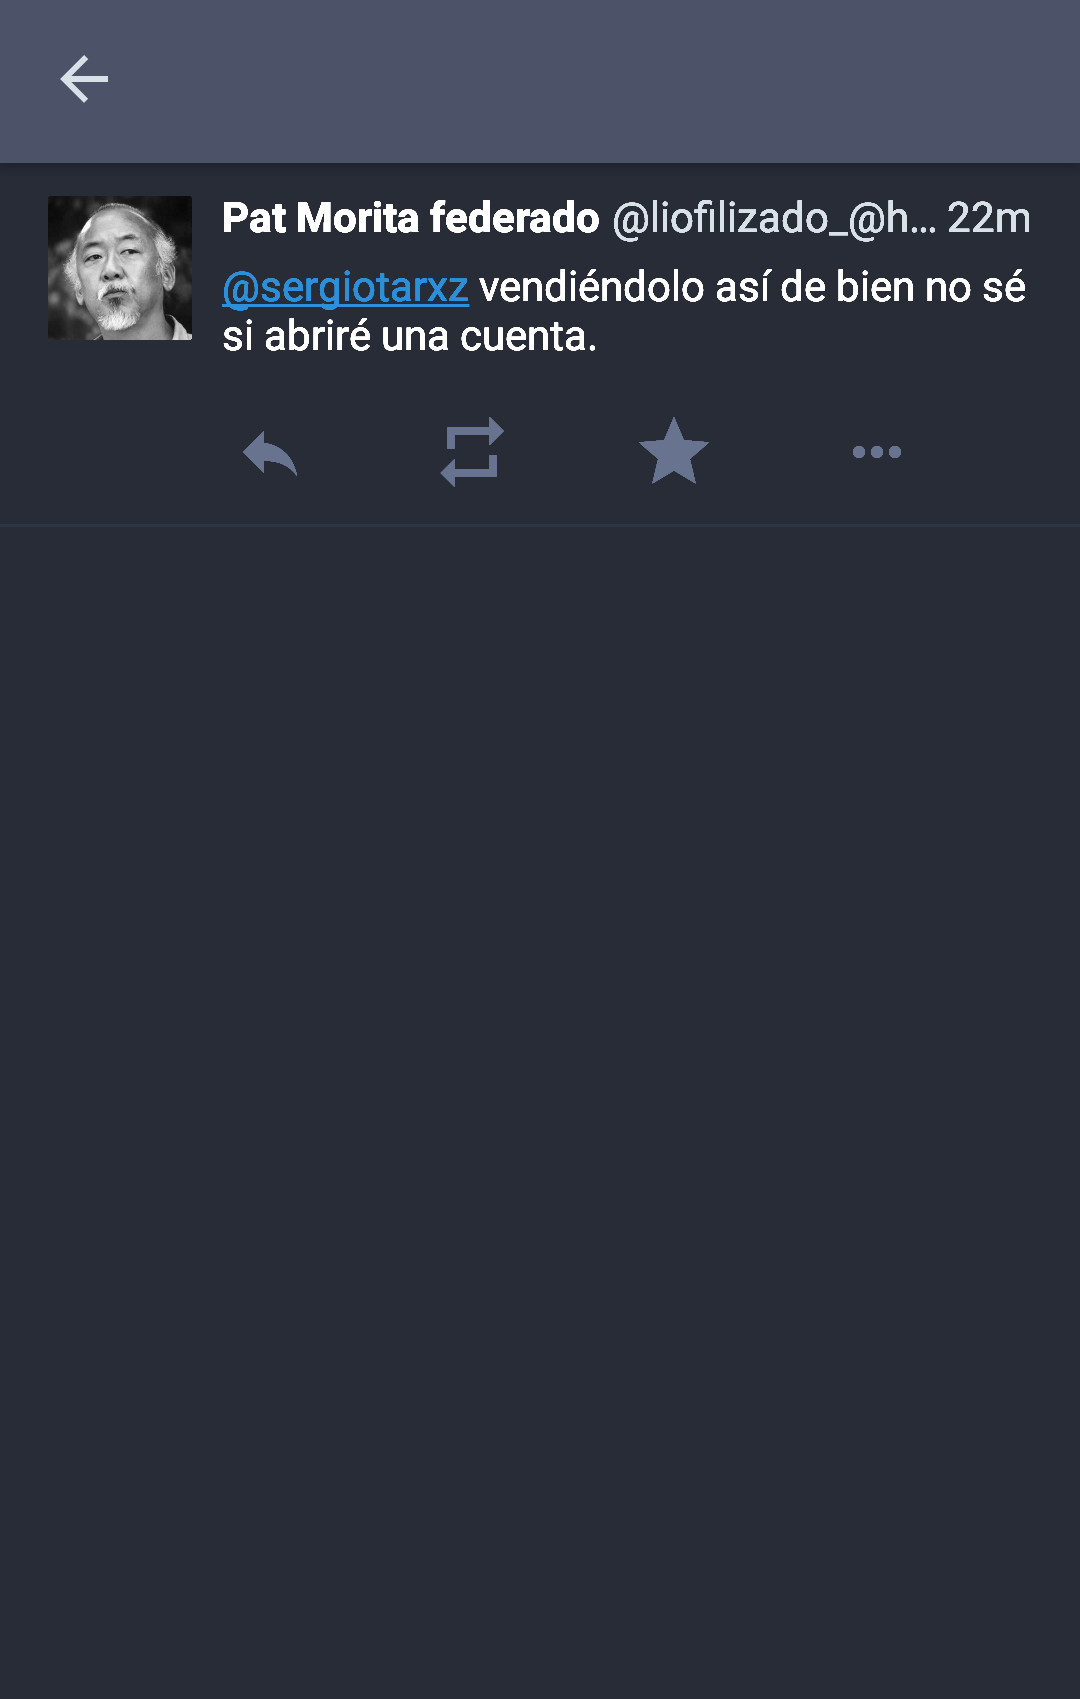 Pat Morita federado @liofilizado_@h... 22m
@sergiotarxz vendiéndolo así de bien no sé
si abriré una cuenta.